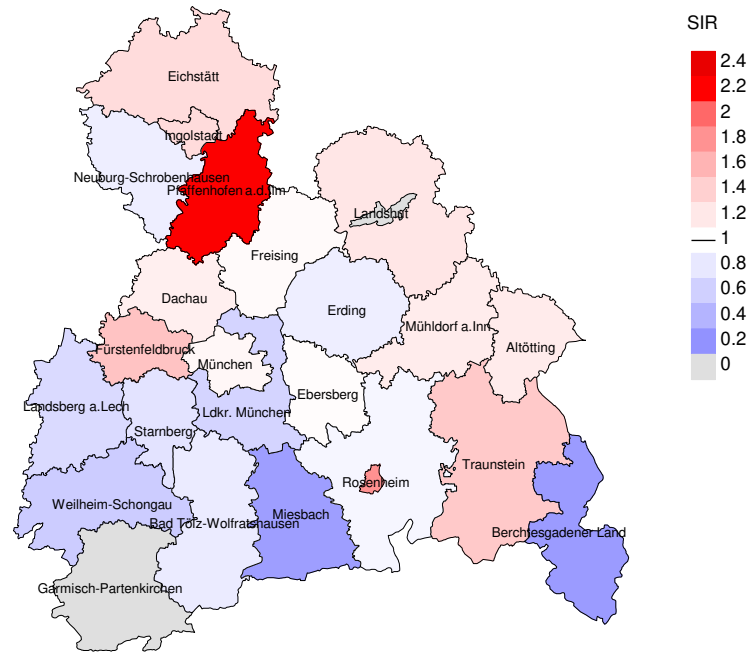 SIR
2.4
2.2
2
1.8
1.6
1.4
1.2
1
0.8
0.6
0.4
0.2
0
Eichstätt
Ingolstadt
Neuburg-Schrobenhausen
Pfaffenhofen a.d.Ilm
Landshut
Freising
Dachau
Erding
Mühldorf a.Inn
Altötting
Fürstenfeldbruck
München
Ebersberg
Landsberg a.Lech
Ldkr. München
Starnberg
Traunstein
Rosenheim
Weilheim-Schongau
Miesbach
Bad Tölz-Wolfratshausen
Berchtesgadener Land
Garmisch-Partenkirchen